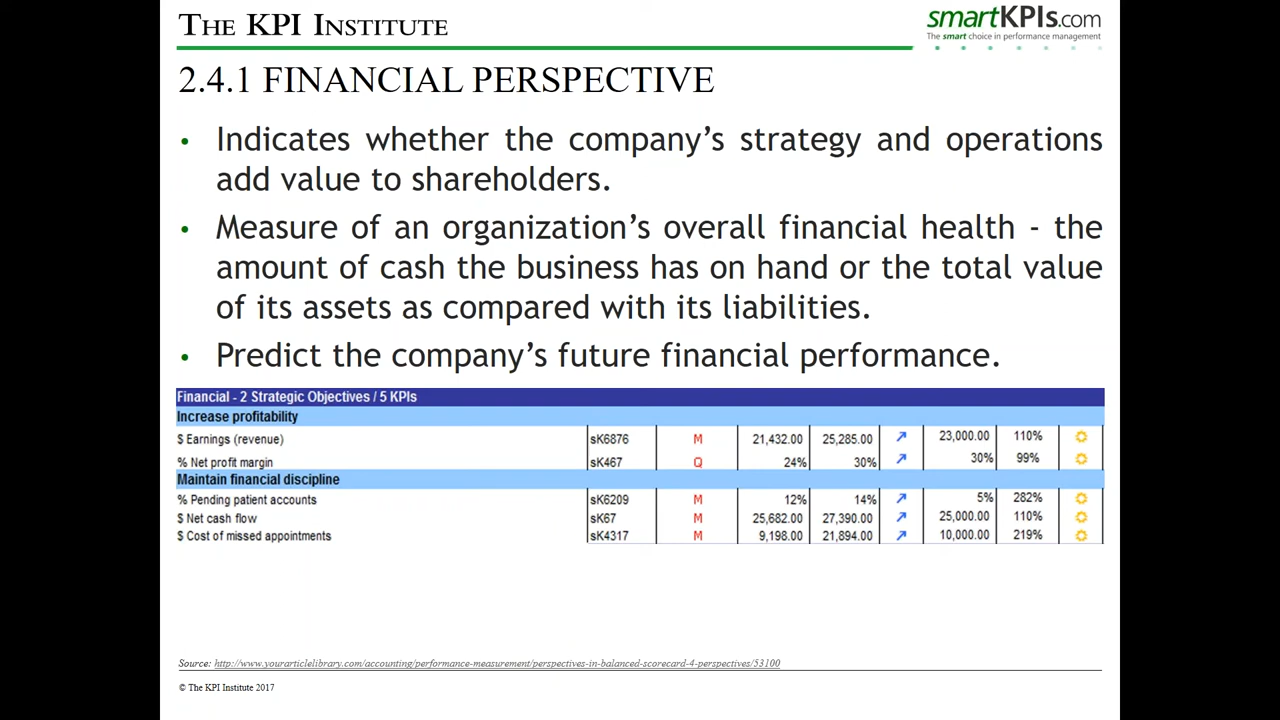 THE KPI INSTITUTE
smartKPIs.com
The smart choice in performance management
2.4.1 FINANCIAL PERSPECTIVE
• Indicates whether the company’s strategy and operations
add value to shareholders.
• Measure of an organization’s overall financial health - the
amount of cash the business has on hand or the total value
of its assets as compared with its liabilities.
• Predict the company’s future financial performance.
Financial - 2 Strategic Objectives / 5 KPIs
Increase profitability
$ Earnings (revenue) sK6876 M 21,432.00 25,285.00 23,000.00 110%
% Net profit margin sK467 Q 24% 30% 30% 99%
Maintain financial discipline
% Pending patient accounts sK6209 M 12% 14% 5% 282%
$ Net cash flow sK67 M 25,682.00 27,390.00 25,000.00 110%
$ Cost of missed appointments sK4317 M 9,198.00 21,894.00 10,000.00 219%
Source: http://www.yourarticlelibrary.com/accounting/performance-measurement/perspectives-in-balanced-scorecard-4-perspectives/53100
© The KPI Institute 2017